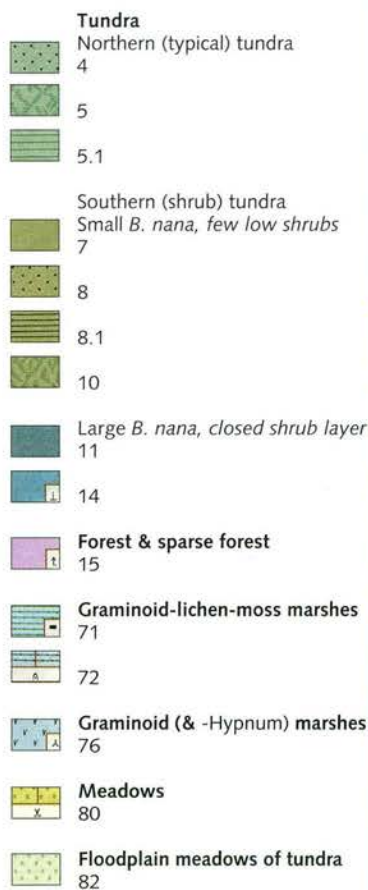 Tundra
Northern (typical) tundra
4
5
5.1
Southern (shrub) tundra
Small B. nana, few low shrubs
7
8
8.1
10
Large B. nana, closed shrub layer
11
14
Forest & sparse forest
15
Graminoid-lichen-moss marshes
71
72
Graminoid (& -Hypnum) marshes
76
Meadows
80
Floodplain meadows of tundra
82